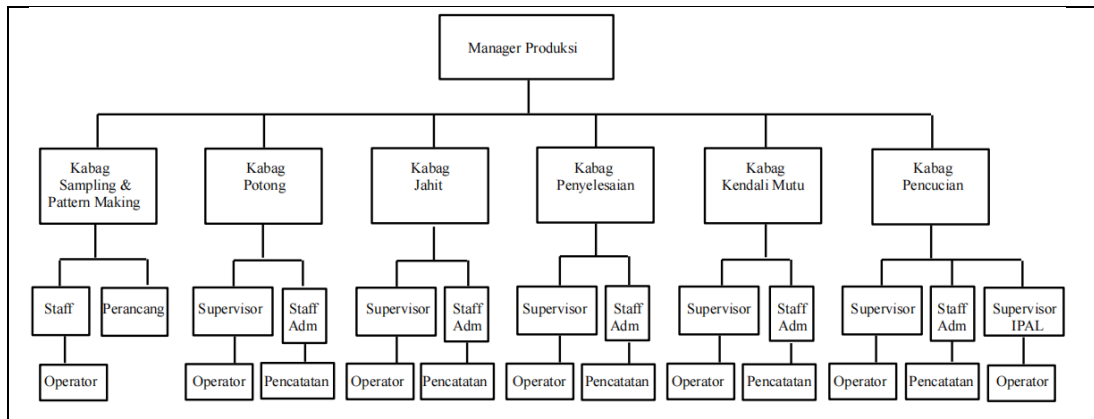 Manager Produksi
Kabag
Sampling &
Pattern Making
Kabag
Potong
Kabag
Jahit
Kabag
Penyelesaian
Kabag
Kendali Mutu
Kabag
Pencucian
Staff
Perancang
Supervisor
Staff
Adm
Supervisor
Staff
Adm
Supervisor
Staff
Adm
Supervisor
Staff
Adm
Supervisor
Staff
Adm
Supervisor
IPAL
Operator
Operator
Pencatatan
Operator
Pencatatan
Operator
Pencatatan
Operator
Pencatatan
Operator
Pencatatan
Operator